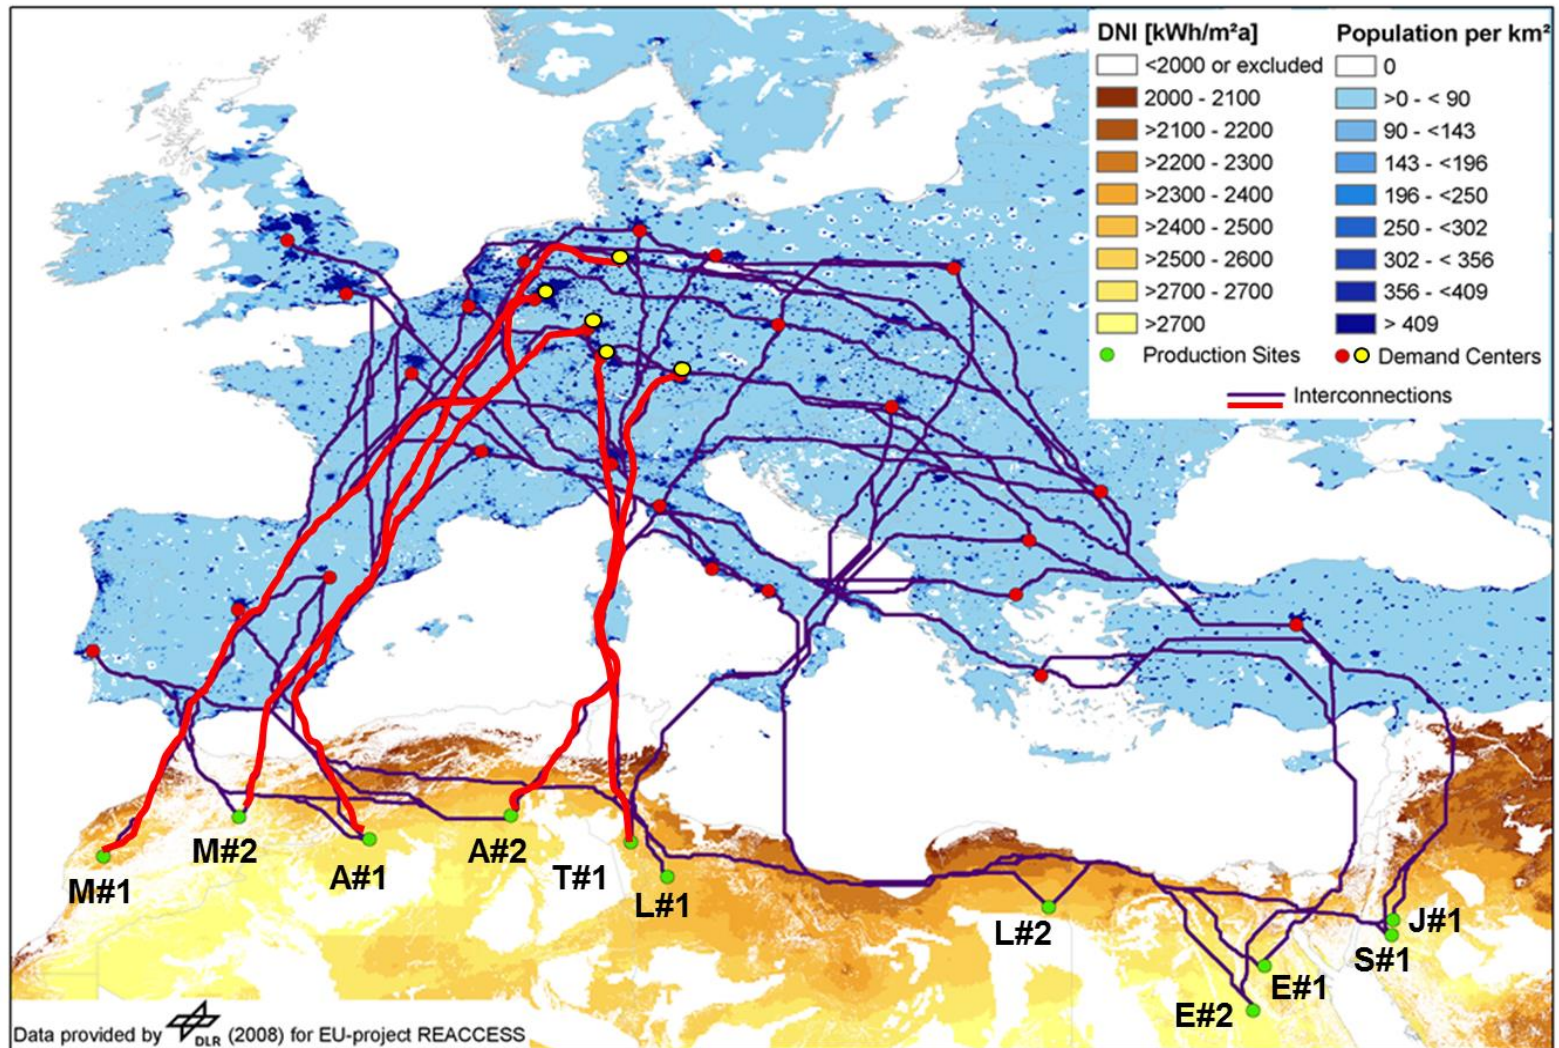 DNI [kWh/m²a]
<2000 or excluded
2000 - 2100
>2100 - 2200
>2200 - 2300
>2300 - 2400
>2400 - 2500
>2500 - 2600
>2700 - 2700
>2700
Production Sites
Population per km²
0
>0 - < 90
90 - <143
143 - <196
196 - <250
250 - <302
302 - < 356
356 - <409
> 409
Demand Centers
Interconnections
M#1
M#2
A#1
A#2
T#1
L#1
L#2
J#1
S#1
E#1
E#2
Data provided by DLR (2008) for EU-project REACCESS